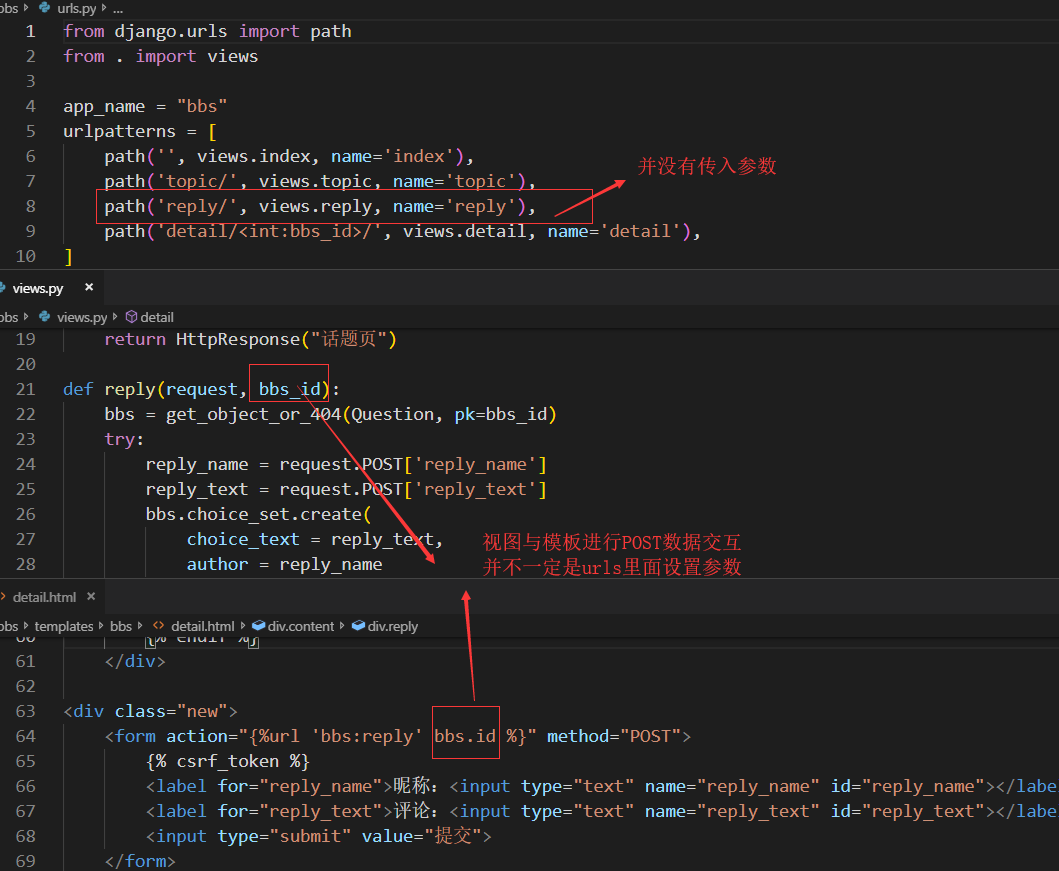 bbs urls.py ...
1 from django.urls import path
2 from . import views
3
4 app_name = "bbs"
5 urlpatterns = [
6 path('', views.index, name='index'),
并没有传入参数
7 path('topic/', views.topic, name='topic'),
8 path('reply/', views.reply, name='reply'),
9 path('detail/<int:bbs_id>/', views.detail, name='detail'),
10 ]
views.py ×
bbs views.py detail
19 return HttpResponse("话题页")
20
21 def reply(request, bbs_id):
22 bbs = get_object_or_404(Question, pk=bbs_id)
23 try:
24 reply_name = request.POST['reply_name']
25 reply_text = request.POST['reply_text']
26 bbs.choice_set.create(
27 choice_text = reply_text,
视图与模板进行POST数据交互
28 author = reply_name
并不一定是urls里面设置参数
detail.html ×
bbs templates bbs detail.html div.content div.reply
60 {% endif %}
61 </div>
62
63 <div class="new">
64 <form action="{%url 'bbs:reply' bbs.id %}" method="POST">
65 {% csrf_token %}
66 <label for="reply_name">昵称：<input type="text" name="reply_name" id="reply_name"></labe
67 <label for="reply_text">评论：<input type="text" name="reply_text" id="reply_text"></labe
68 <input type="submit" value="提交">
69 </form>